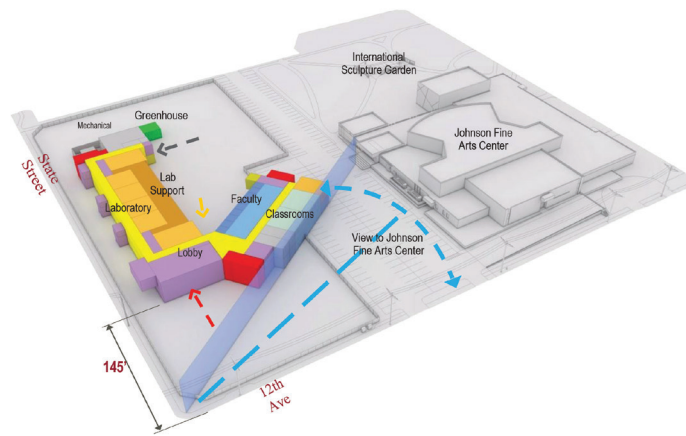 International
Sculpture Garden
Greenhouse
Mechanical
Johnson Fine
Arts Center
State
Street
Lab
Support
Laboratory
Faculty
Classrooms
Lobby
View to Johnson
Fine Arts Center
145'
12th
Ave